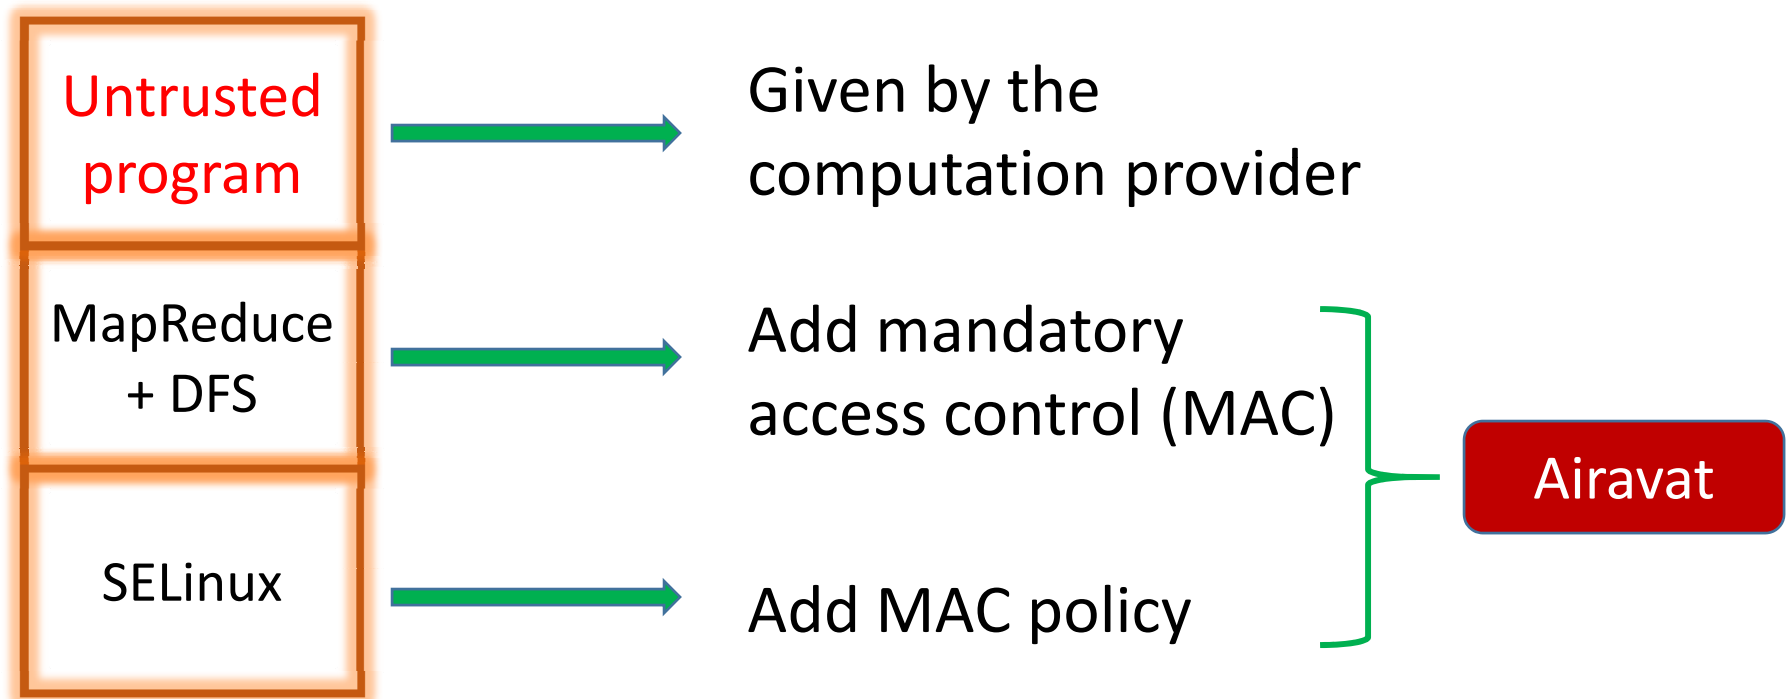 Untrusted
program
Given by the
computation provider
MapReduce
+ DFS
Add mandatory
access control (MAC)
Airavat
SELinux
Add MAC policy